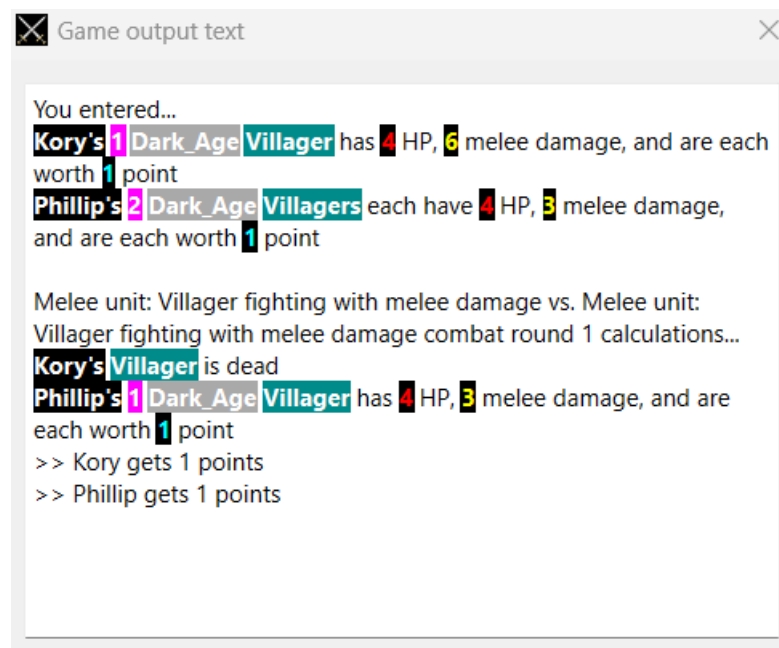 Game output text
You entered...
Kory's 1 Dark_Age Villager has 4 HP, 6 melee damage, and are each
worth 1 point
Phillip's 2 Dark_Age Villagers each have 4 HP, 3 melee damage,
and are each worth 1 point
Melee unit: Villager fighting with melee damage vs. Melee unit:
Villager fighting with melee damage combat round 1 calculations...
Kory's Villager is dead
Phillip's 1 Dark_Age Villager has 4 HP, 3 melee damage, and are
each worth 1 point
>> Kory gets 1 points
>> Phillip gets 1 points